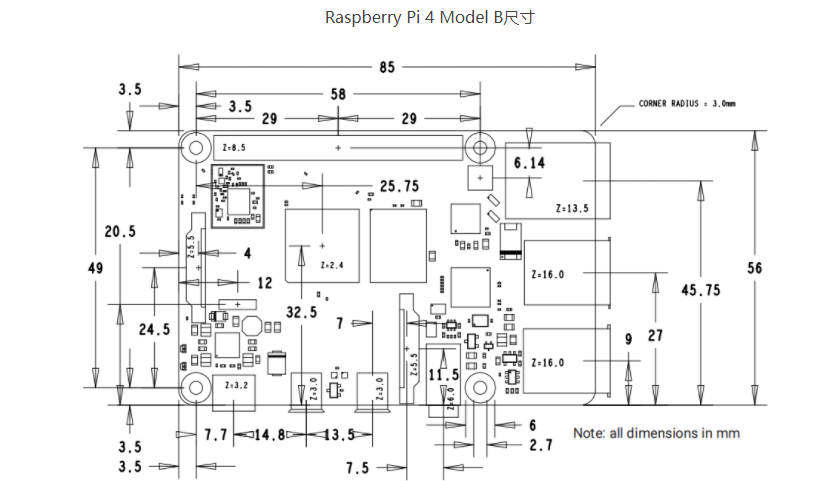 Raspberry Pi 4 Model B尺寸
85
3.5
58
3.5
CORNER RADIUS = 3.0mm
29
29
Z=8.5
6.14
25.75
Z=13.5
20.5
Z=5.5
4
49
Z=2.4
56
12
Z=16.0
45.75
32.5
24.5
7
27
9
Z=5.5
11.5
Z=16.0
Z=3.2
Z=3.0
Z=3.0
Z=6.0
6
7.7
14.8
13.5
Note: all dimensions in mm
3.5
2.7
3.5
7.5